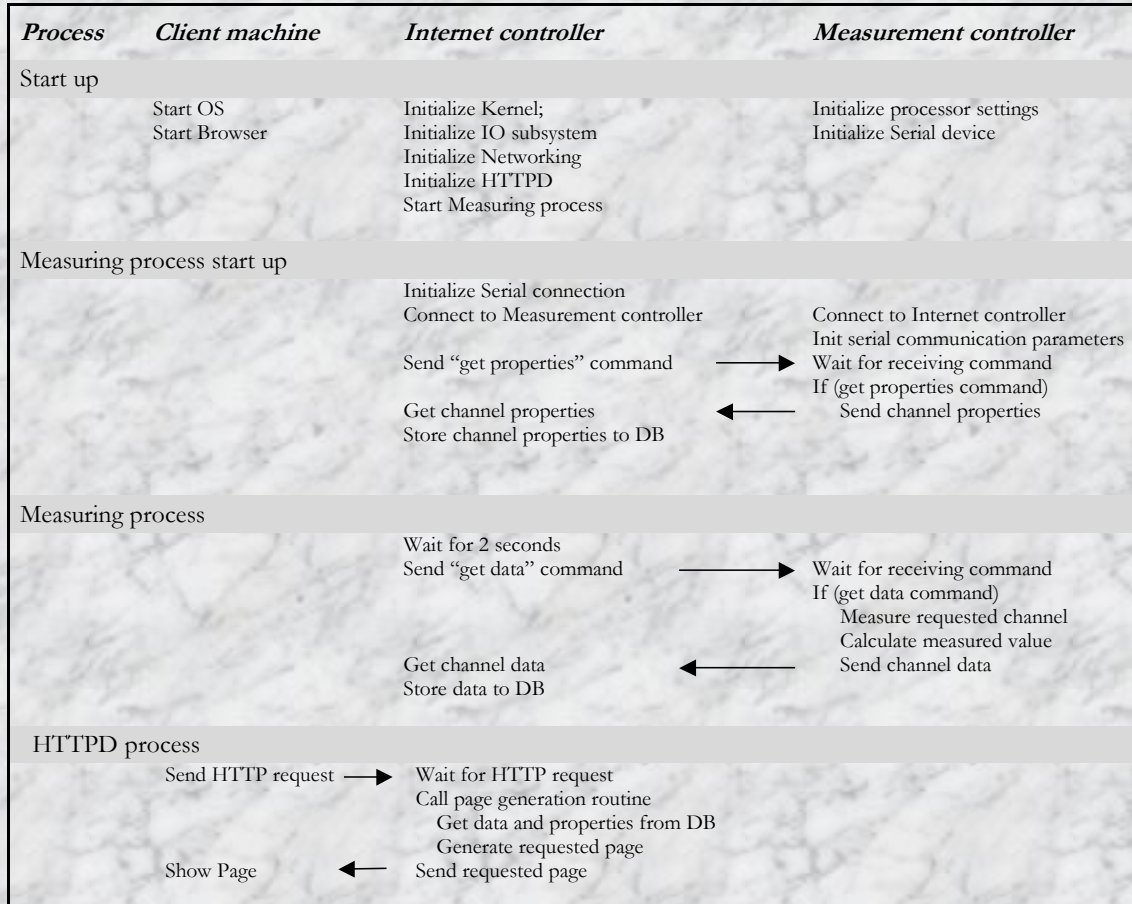 Process Client machine Internet controller Measurement controller
Start up
Start OS Initialize Kernel; Initialize processor settings
Start Browser Initialize IO subsystem Initialize Serial device
Initialize Networking
Initialize HTTPD
Start Measuring process
Measuring process start up
Initialize Serial connection
Connect to Measurement controller Connect to Internet controller
Init serial communication parameters
Send “get properties” command Wait for receiving command
If (get properties command)
Get channel properties Send channel properties
Store channel properties to DB
Measuring process
Wait for 2 seconds
Send “get data” command Wait for receiving command
If (get data command)
Measure requested channel
Calculate measured value
Get channel data Send channel data
Store data to DB
HTTPD process
Send HTTP request Wait for HTTP request
Call page generation routine
Get data and properties from DB
Generate requested page
Show Page Send requested page